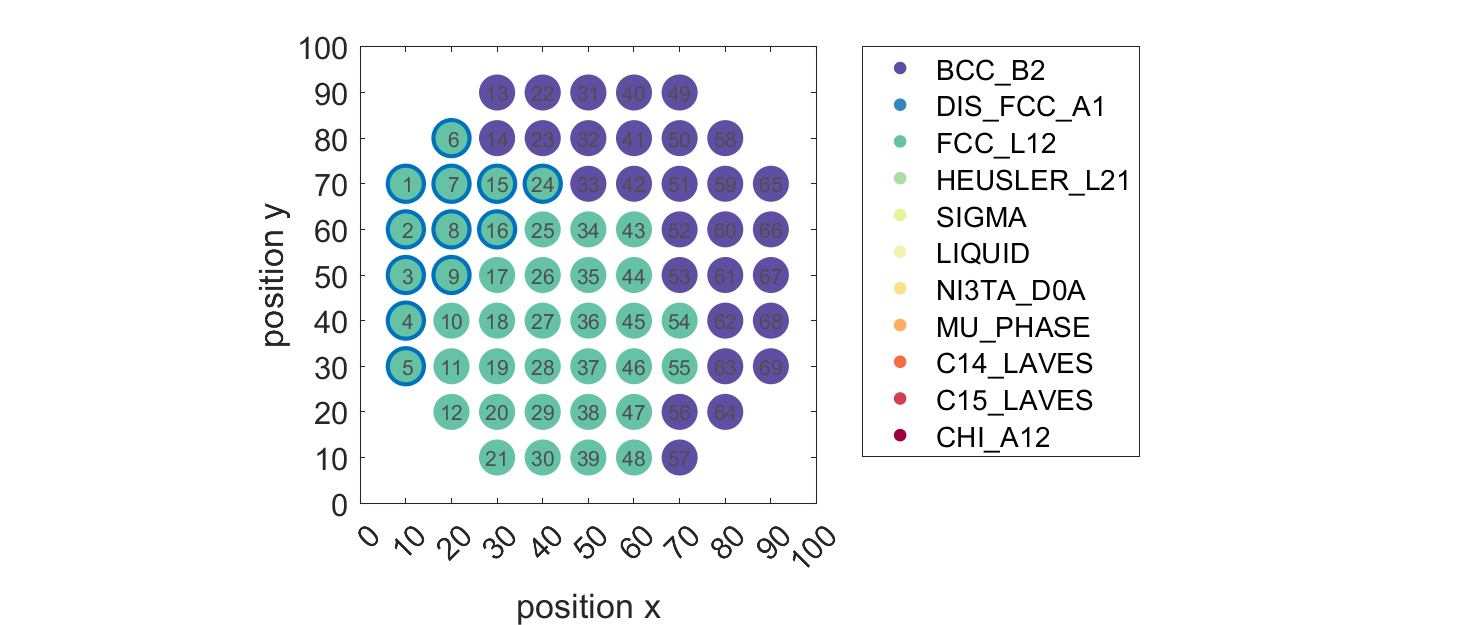 100
90
80
70
60
50
40
30
20
10
0
position y
13 22 31 40 49
6 14 23 32 41 50 58
1 7 15 24 33 42 51 59 65
2 8 16 25 34 43 52 60 66
3 9 17 26 35 44 53 61 67
4 10 18 27 36 45 54 62 68
5 11 19 28 37 46 55 63 69
12 20 29 38 47 56 64
21 30 39 48 57
0 10 20 30 40 50 60 70 80 90 100
position x
BCC_B2
DIS_FCC_A1
FCC_L12
HEUSLER_L21
SIGMA
LIQUID
NI3TA_D0A
MU_PHASE
C14_LAVES
C15_LAVES
CHI_A12